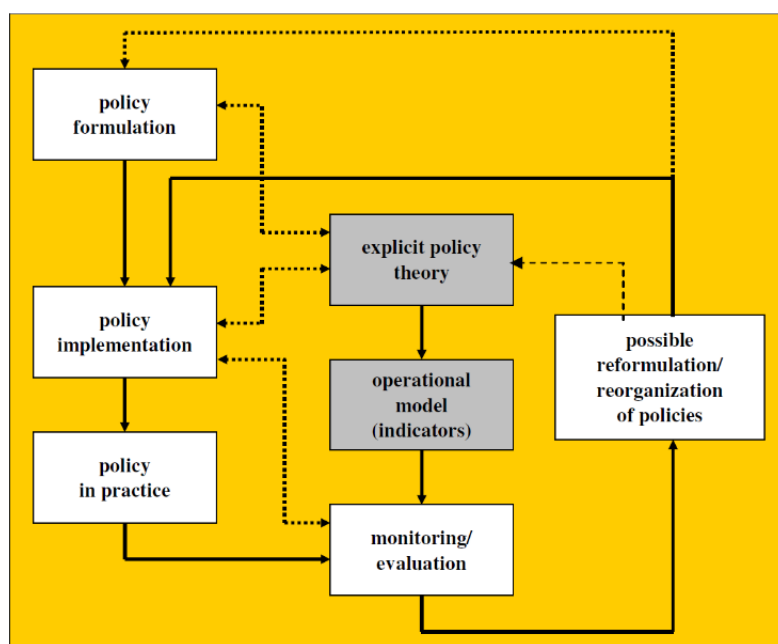 policy
formulation
explicit policy
theory
policy
implementation
possible
reformulation/
reorganization
of policies
operational
model
(indicators)
policy
in practice
monitoring/
evaluation